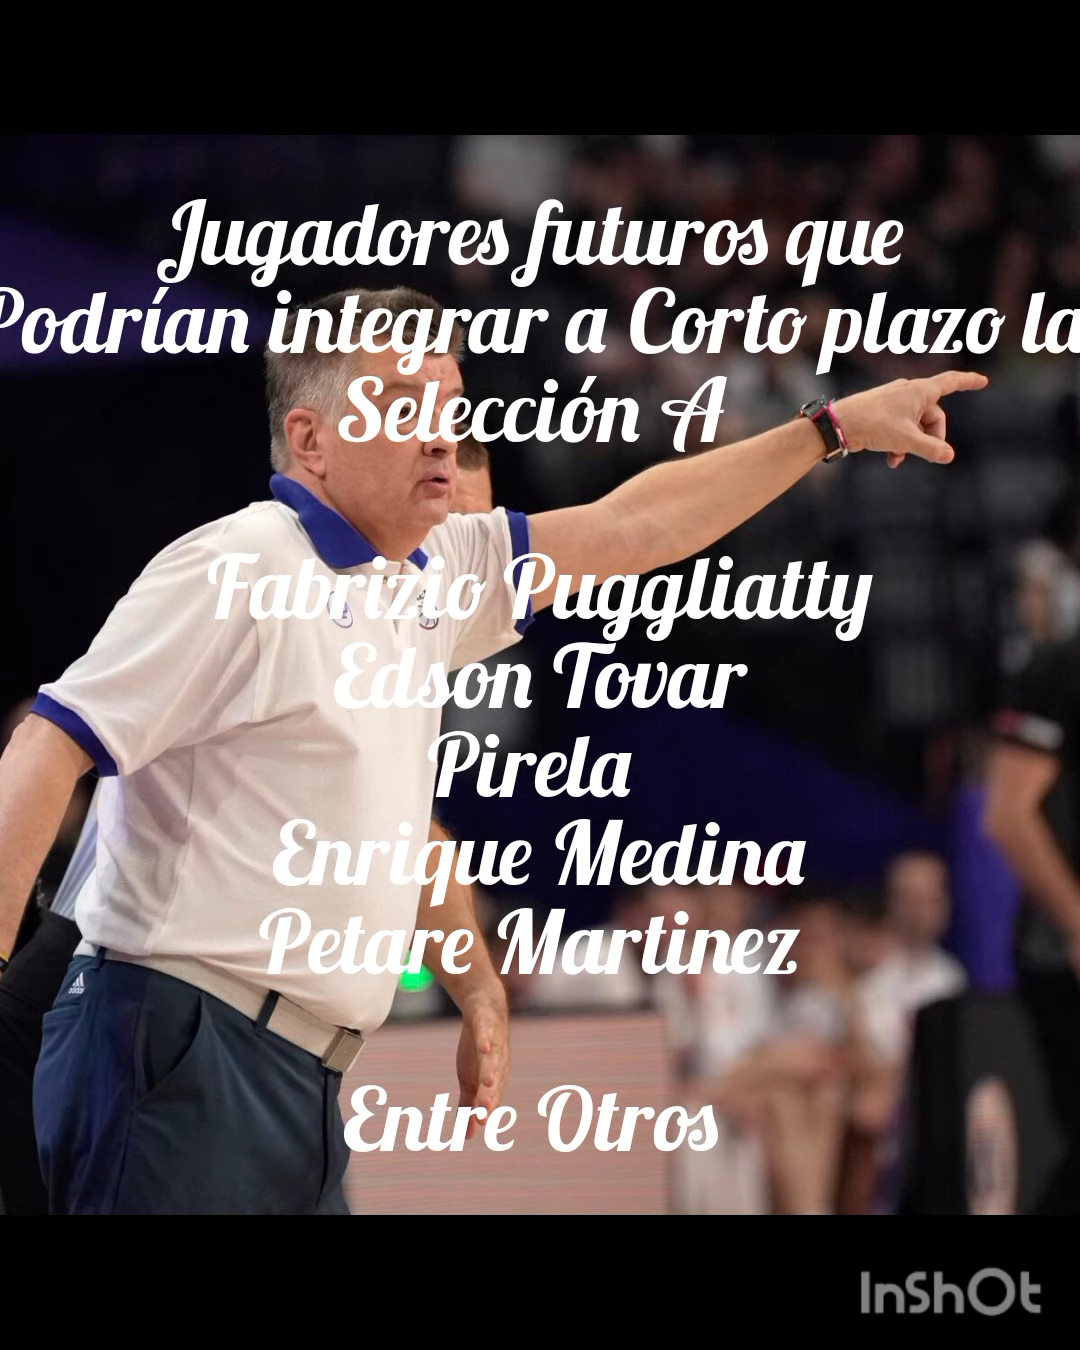 Jugadores futuros que
Podrían integrar a Corto plazo la
Selección A
Fabrizio Puggliatty
Edson Tovar
Pirela
Enrique Medina
Petare Martinez
Entre Otros
InShOt